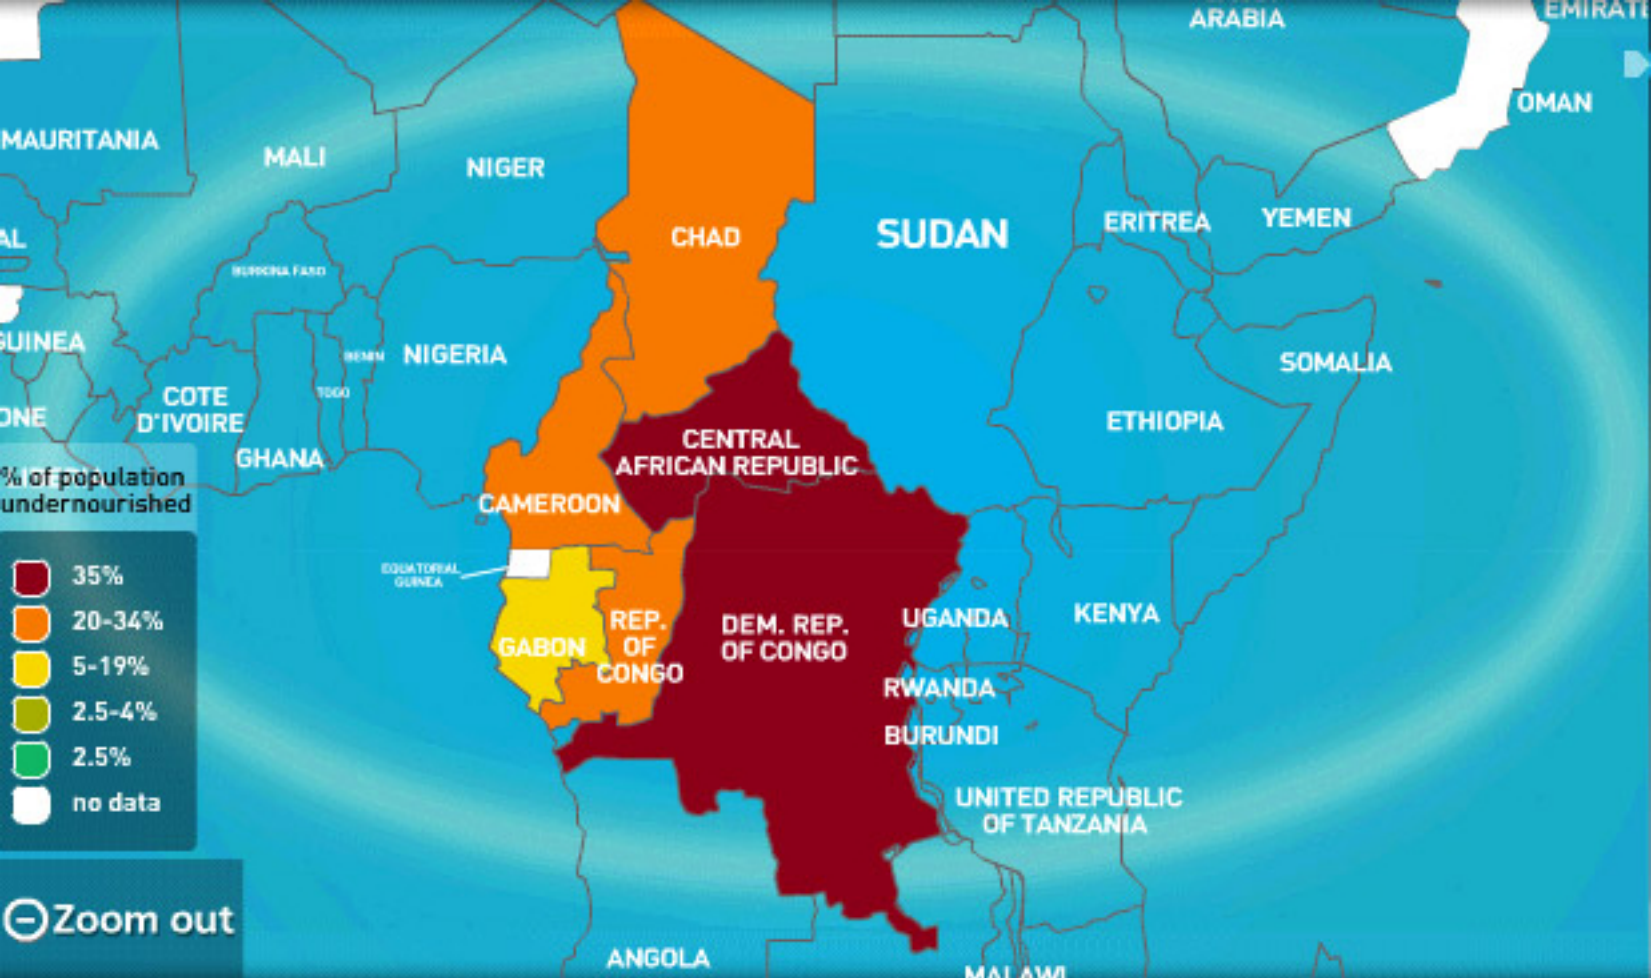 ARABIA
EMIRATE
OMAN
MAURITANIA
MALI
NIGER
CHAD
SUDAN
ERITREA
YEMEN
AL
BURKINA FASO
GUINEA
BENIN
NIGERIA
SOMALIA
TOGO
COTE
D'IVOIRE
ETHIOPIA
ONE
GHANA
CENTRAL
AFRICAN REPUBLIC
CAMEROON
% of population
undernourished
EQUATORIAL
GUINEA
35%
20-34%
5-19%
2.5-4%
2.5%
no data
GABON
REP.
OF
CONGO
DEM. REP.
OF CONGO
UGANDA
KENYA
RWANDA
BURUNDI
UNITED REPUBLIC
OF TANZANIA
Zoom out
ANGOLA
MALAWI